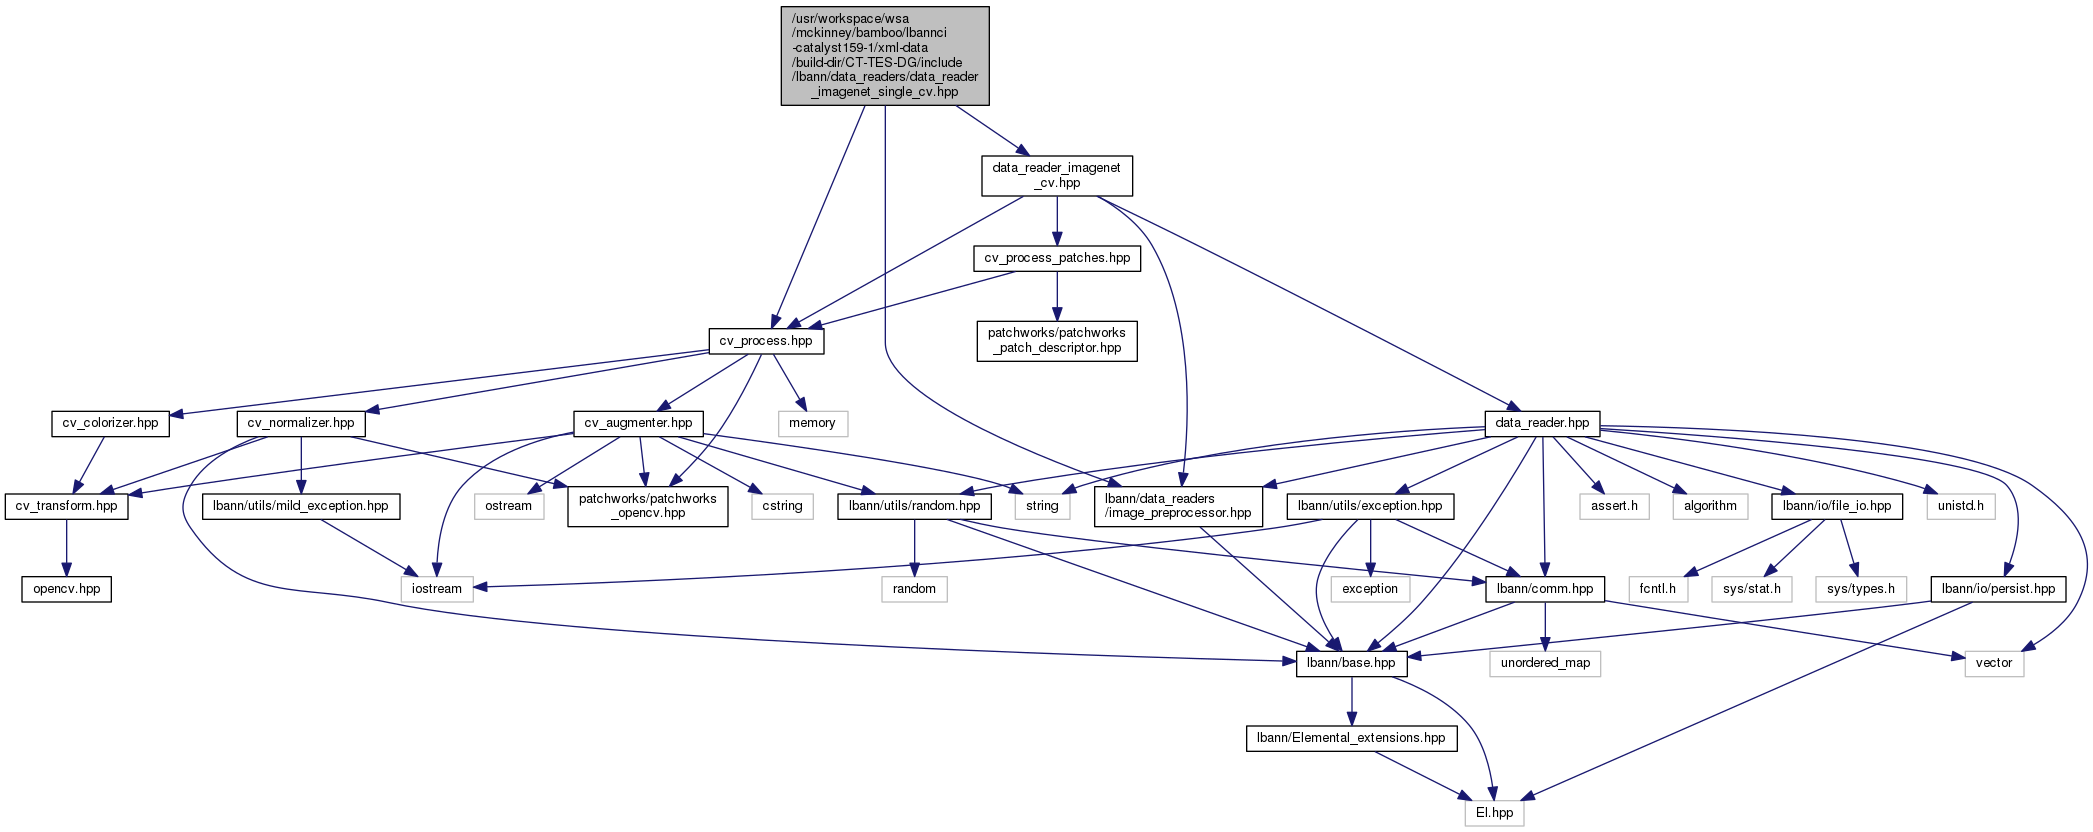 /usr/workspace/wsa
/mckinney/bamboo/lbannci
-catalyst159-1/xml-data
/build-dir/CT-TES-DG/include
/lbann/data_readers/data_reader
_imagenet_single_cv.hpp
data_reader_imagenet
_cv.hpp
cv_process_patches.hpp
patchworks/patchworks
_patch_descriptor.hpp
cv_process.hpp
cv_colorizer.hpp
cv_normalizer.hpp
cv_augmenter.hpp
memory
data_reader.hpp
cv_transform.hpp
lbann/utils/mild_exception.hpp
ostream
patchworks/patchworks
_opencv.hpp
cstring
lbann/utils/random.hpp
string
lbann/data_readers
/image_preprocessor.hpp
lbann/utils/exception.hpp
assert.h
algorithm
lbann/io/file_io.hpp
unistd.h
opencv.hpp
iostream
random
exception
lbann/comm.hpp
fcntl.h
sys/stat.h
sys/types.h
lbann/io/persist.hpp
lbann/base.hpp
unordered_map
vector
lbann/Elemental_extensions.hpp
El.hpp